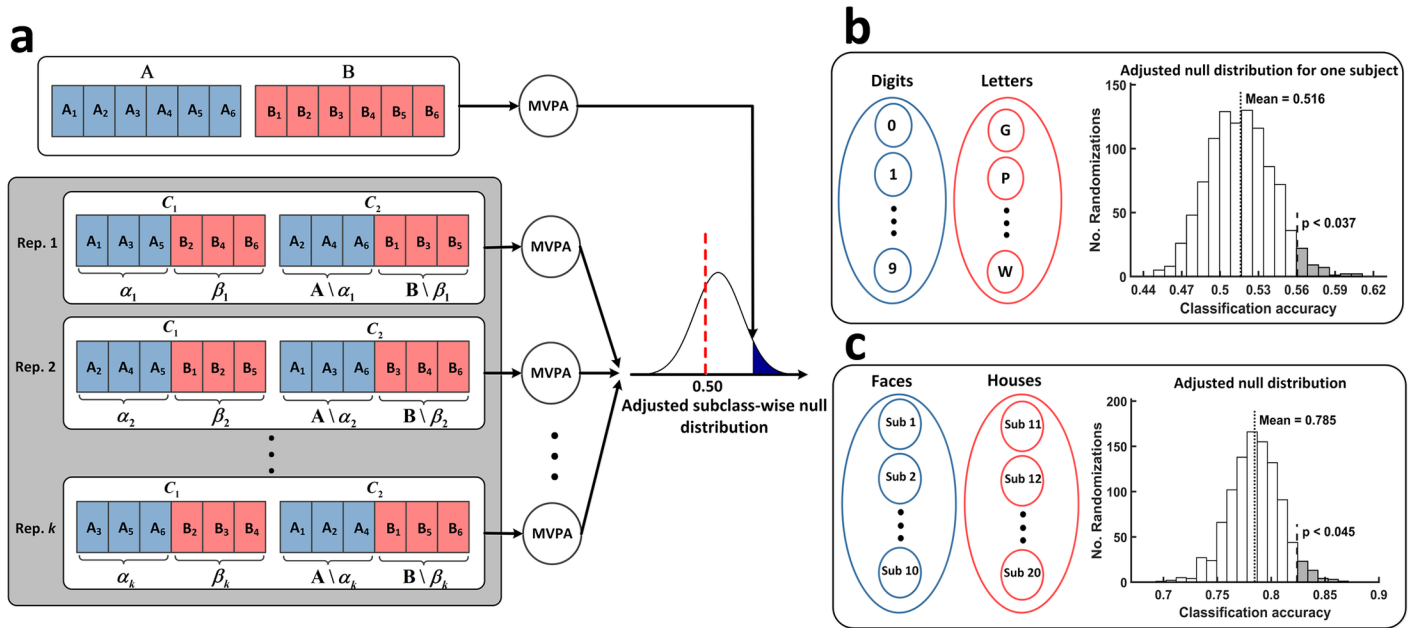 a
A B
A1 A2 A3 A4 A5 A6 B1 B2 B3 B4 B5 B6
MVPA
C1 C2
Rep. 1
A1 A3 A5 B2 B4 B6 A2 A4 A6 B1 B3 B5
MVPA
α1 β1 A \ α1 B \ β1
C1 C2
Rep. 2
A2 A4 A5 B1 B2 B5 A1 A3 A6 B3 B4 B6
MVPA
α2 β2 A \ α2 B \ β2
C1 C2
Rep. k
A3 A5 A6 B2 B3 B4 A1 A2 A4 B1 B5 B6
MVPA
αk βk A \ αk B \ βk
0.50
Adjusted subclass-wise null
distribution
b
Digits Letters
0 G
1 P
9 W
Adjusted null distribution for one subject
Mean = 0.516
p < 0.037
No. Randomizations
150
100
50
0
0.44 0.47 0.5 0.53 0.56 0.59 0.62
Classification accuracy
c
Faces Houses
Sub 1 Sub 11
Sub 2 Sub 12
Sub 10 Sub 20
Adjusted null distribution
Mean = 0.785
p < 0.045
No. Randomizations
200
150
100
50
0
0.7 0.75 0.8 0.85 0.9
Classification accuracy